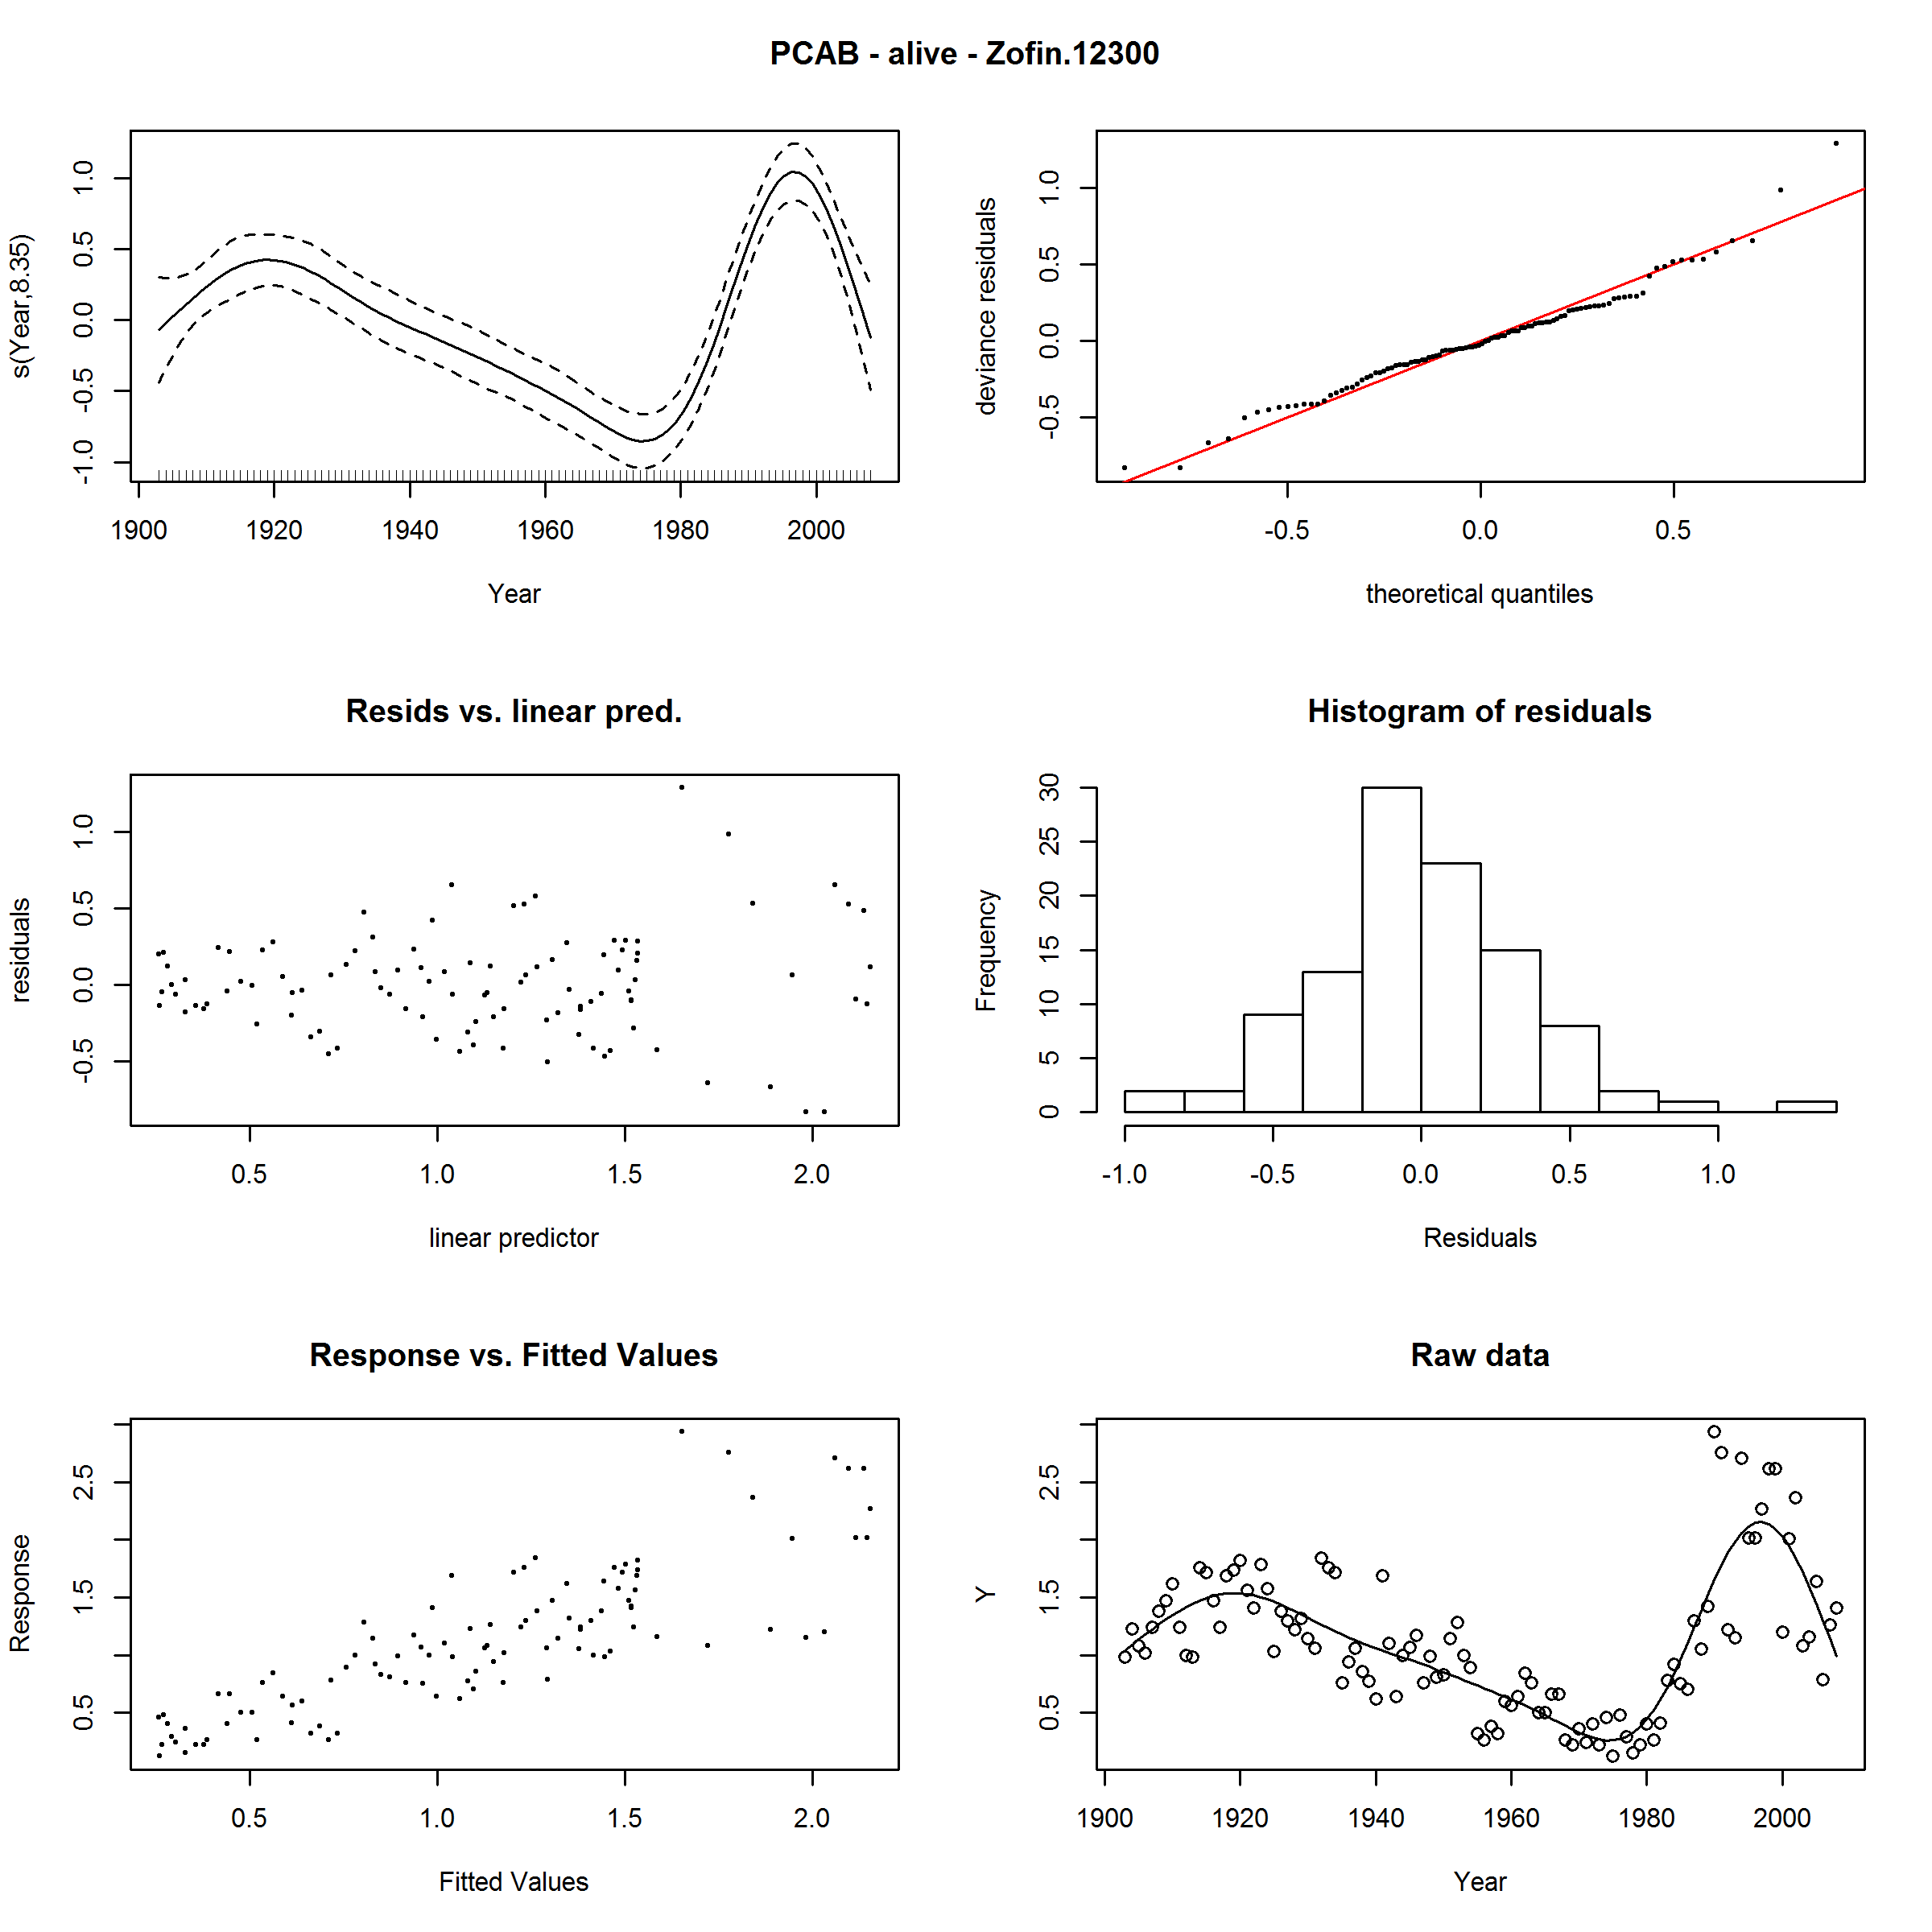 PCAB - alive - Zofin.12300
s(Year,8.35)
-1.0 -0.5 0.0 0.5 1.0
1900 1920 1940 1960 1980 2000
Year
deviance residuals
-0.5 0.0 0.5 1.0
-0.5 0.0 0.5
theoretical quantiles
Resids vs. linear pred.
residuals
-0.5 0.0 0.5 1.0
0.5 1.0 1.5 2.0
linear predictor
Histogram of residuals
Frequency
0 5 10 15 20 25 30
-1.0 -0.5 0.0 0.5 1.0
Residuals
Response vs. Fitted Values
Response
0.5 1.5 2.5
0.5 1.0 1.5 2.0
Fitted Values
Raw data
Y
0.5 1.5 2.5
1900 1920 1940 1960 1980 2000
Year